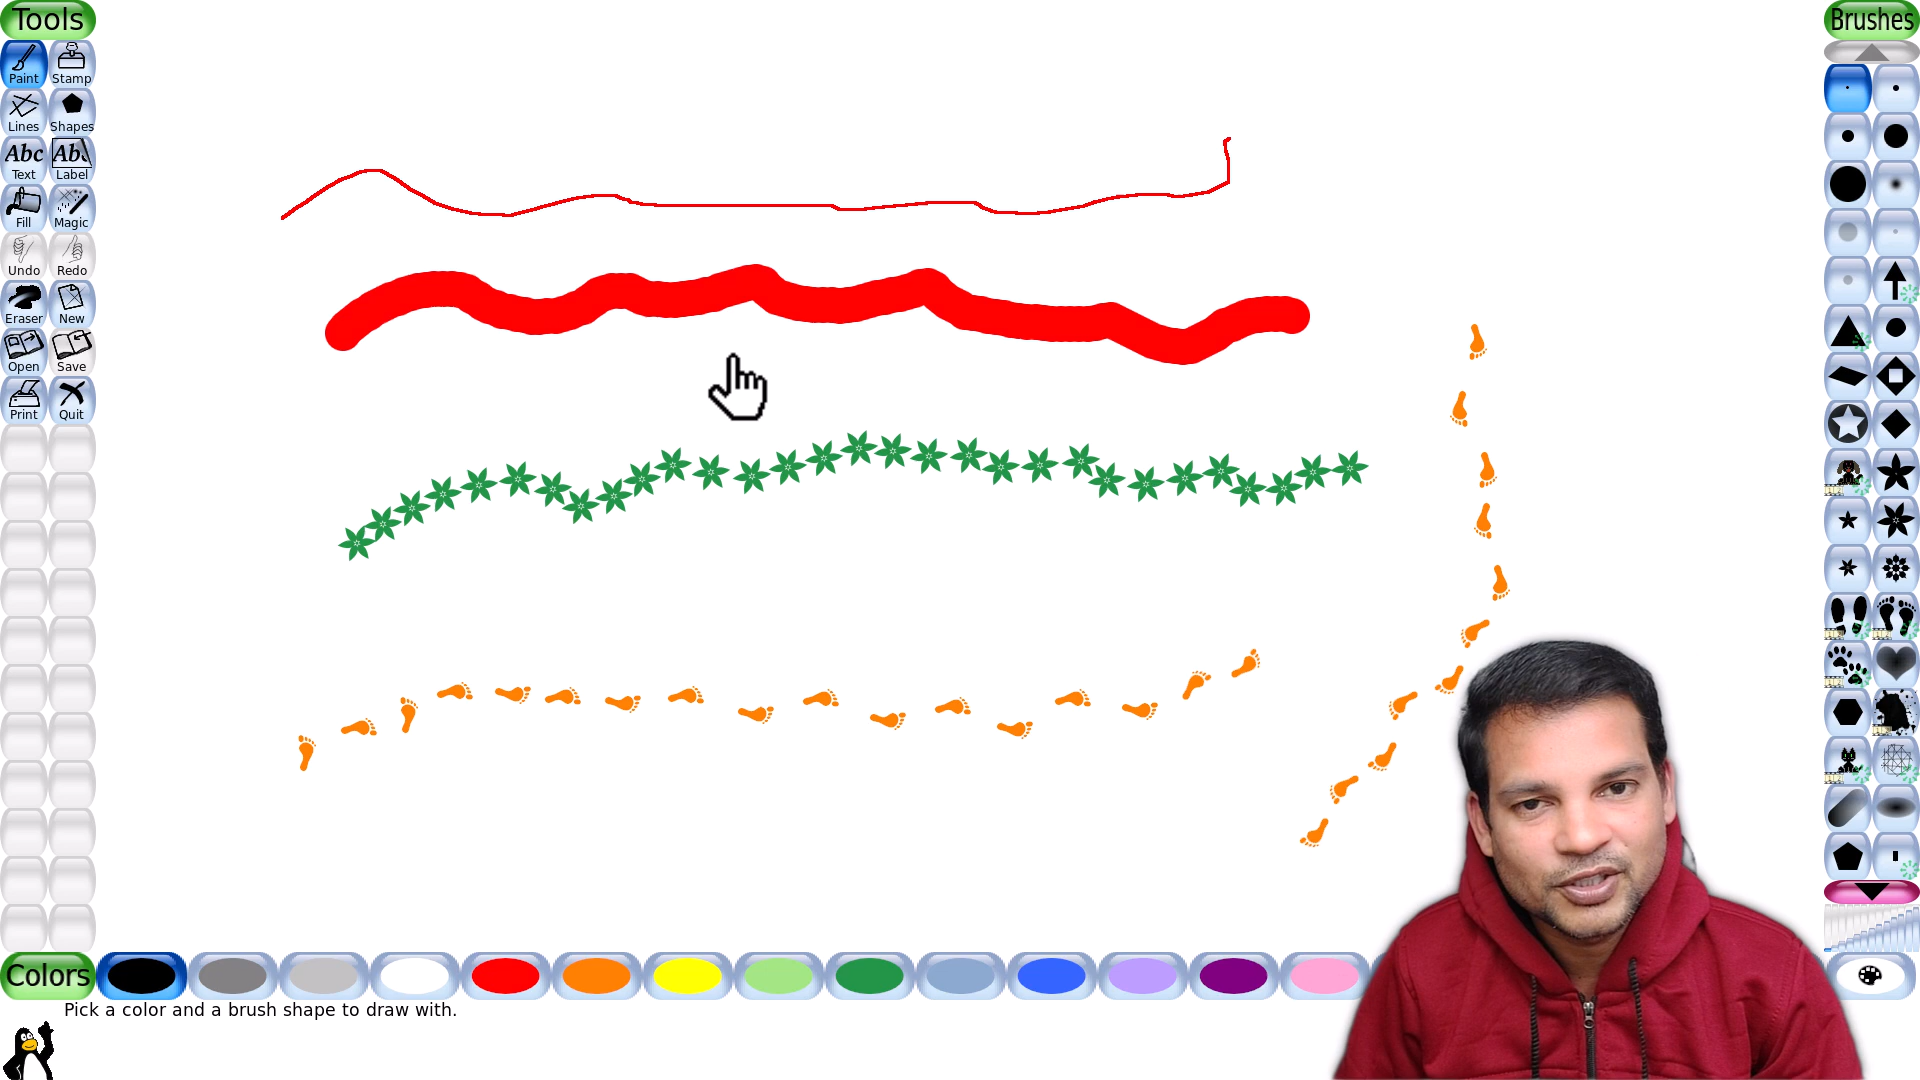 Tools
Brushes
Paint
Stamp
Lines
Shapes
Abc
Abc
Text
Label
Fill
Magic
Undo
Redo
Eraser
New
Open
Save
Print
Quit
Colors
Pick a color and a brush shape to draw with.